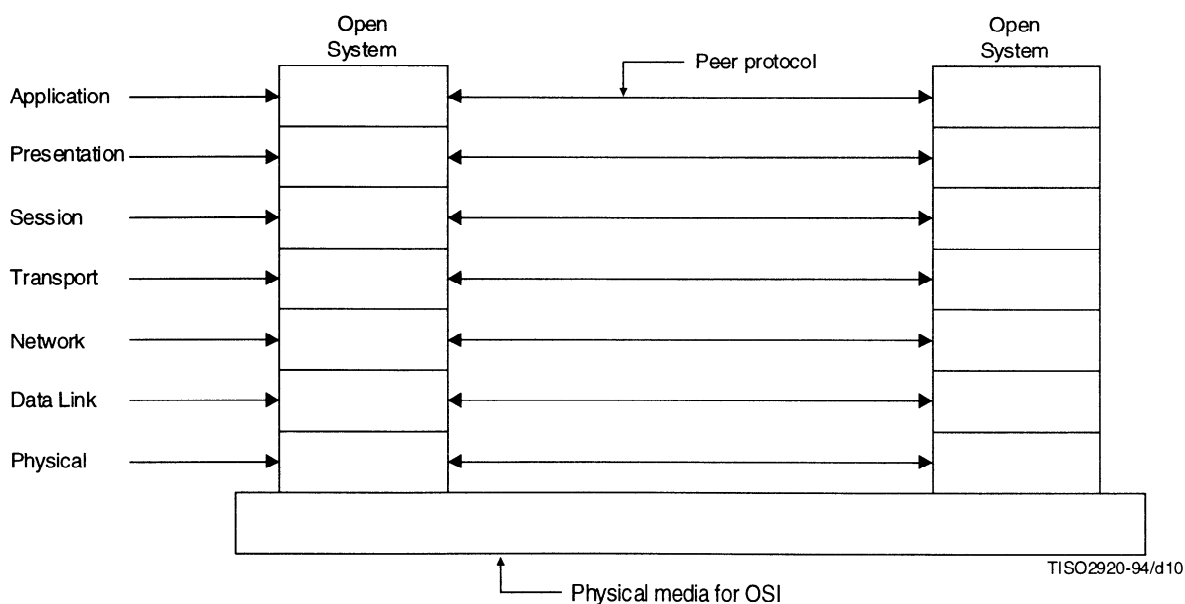 Open
System
Open
System
Peer protocol
Application
Presentation
Session
Transport
Network
Data Link
Physical
TISO2920-94/d10
Physical media for OSI